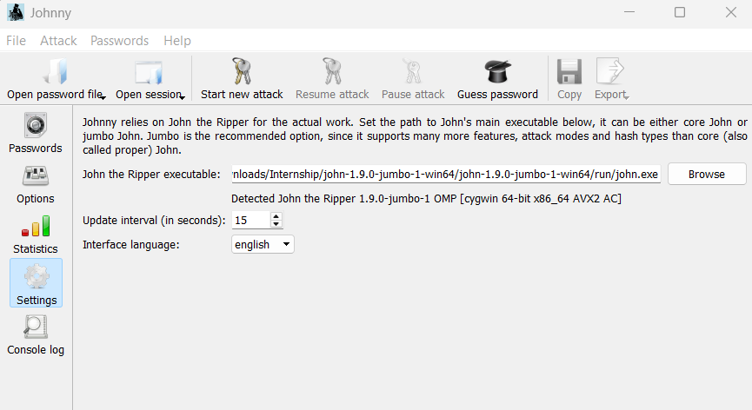 Johnny
File Attack Passwords Help
Open password file Open session Start new attack Resume attack Pause attack Guess password Copy Export
Passwords
Options
Statistics
Settings
Console log
Johnny relies on John the Ripper for the actual work. Set the path to John's main executable below, it can be either core John or
jumbo John. Jumbo is the recommended option, since it supports many more features, attack modes and hash types than core (also
called proper) John.
John the Ripper executable: nloads/Internship/john-1.9.0-jumbo-1-win64/john-1.9.0-jumbo-1-win64/run/john.exe Browse
Detected John the Ripper 1.9.0-jumbo-1 OMP [cygwin 64-bit x86_64 AVX2 AC]
Update interval (in seconds): 15
Interface language: english